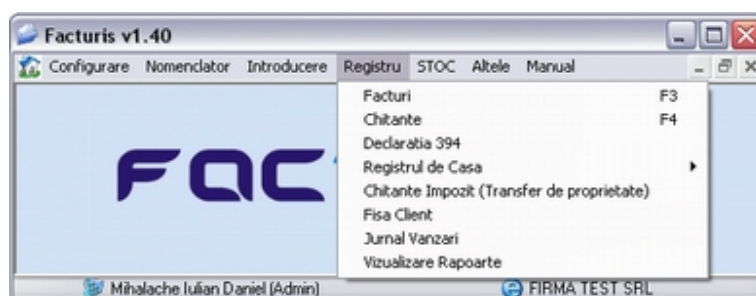 Facturis v1.40
Configurare Nomenclator Introducere Registru STOC Altele Manual
Facturi F3
Chitante F4
Declaratia 394
Registrul de Casa
Chitante Impozit (Transfer de proprietate)
Fisa Client
Jurnal Vanzari
Vizualizare Rapoarte
FAC
Mihalache Iulian Daniel (Admin) FIRMA TEST SRL